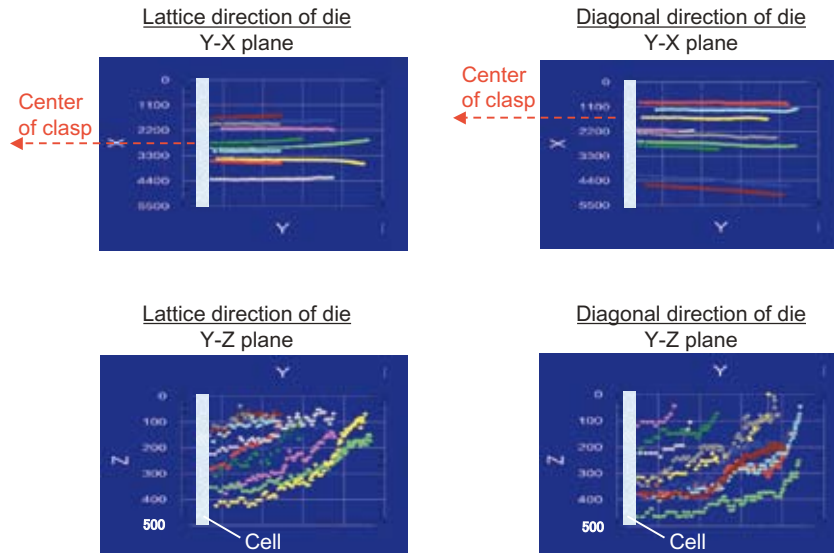 Lattice direction of die
Y-X plane
Center
of clasp
0
1100
2200
3300
4400
5500
X
Y
Diagonal direction of die
Y-X plane
Center
of clasp
0
1100
2200
3300
4400
5500
X
Y
Lattice direction of die
Y-Z plane
Y
0
100
200
300
400
500
Z
Cell
Diagonal direction of die
Y-Z plane
Y
0
100
200
300
400
500
Z
Cell